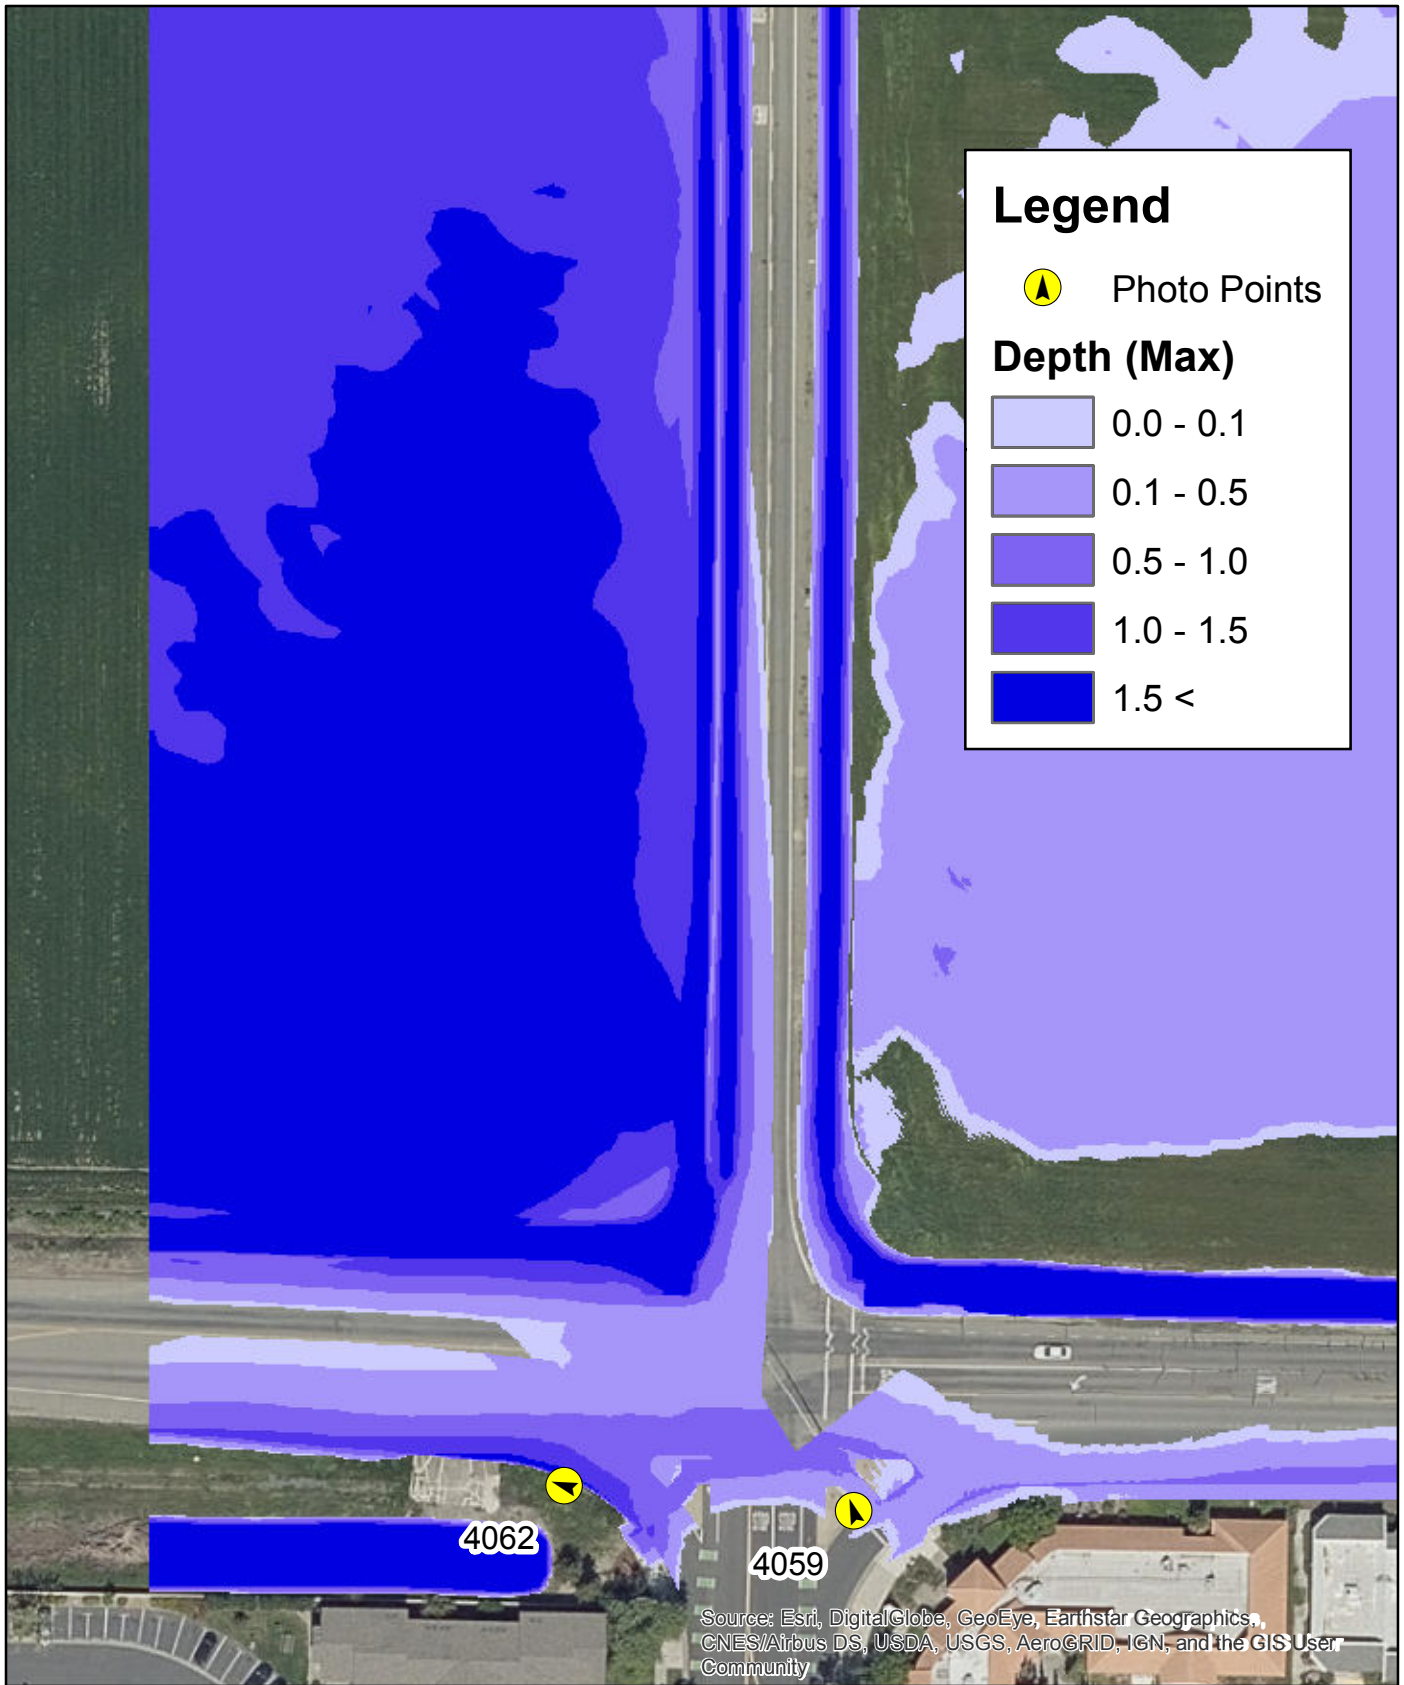 Legend
Photo Points
Depth (Max)
0.0 - 0.1
0.1 - 0.5
0.5 - 1.0
1.0 - 1.5
1.5 <
4062
4059
Source: Esri, DigitalGlobe, GeoEye, Earthstar Geographics,
CNES/Airbus DS, USDA, USGS, AeroGRID, IGN, and the GIS User
Community